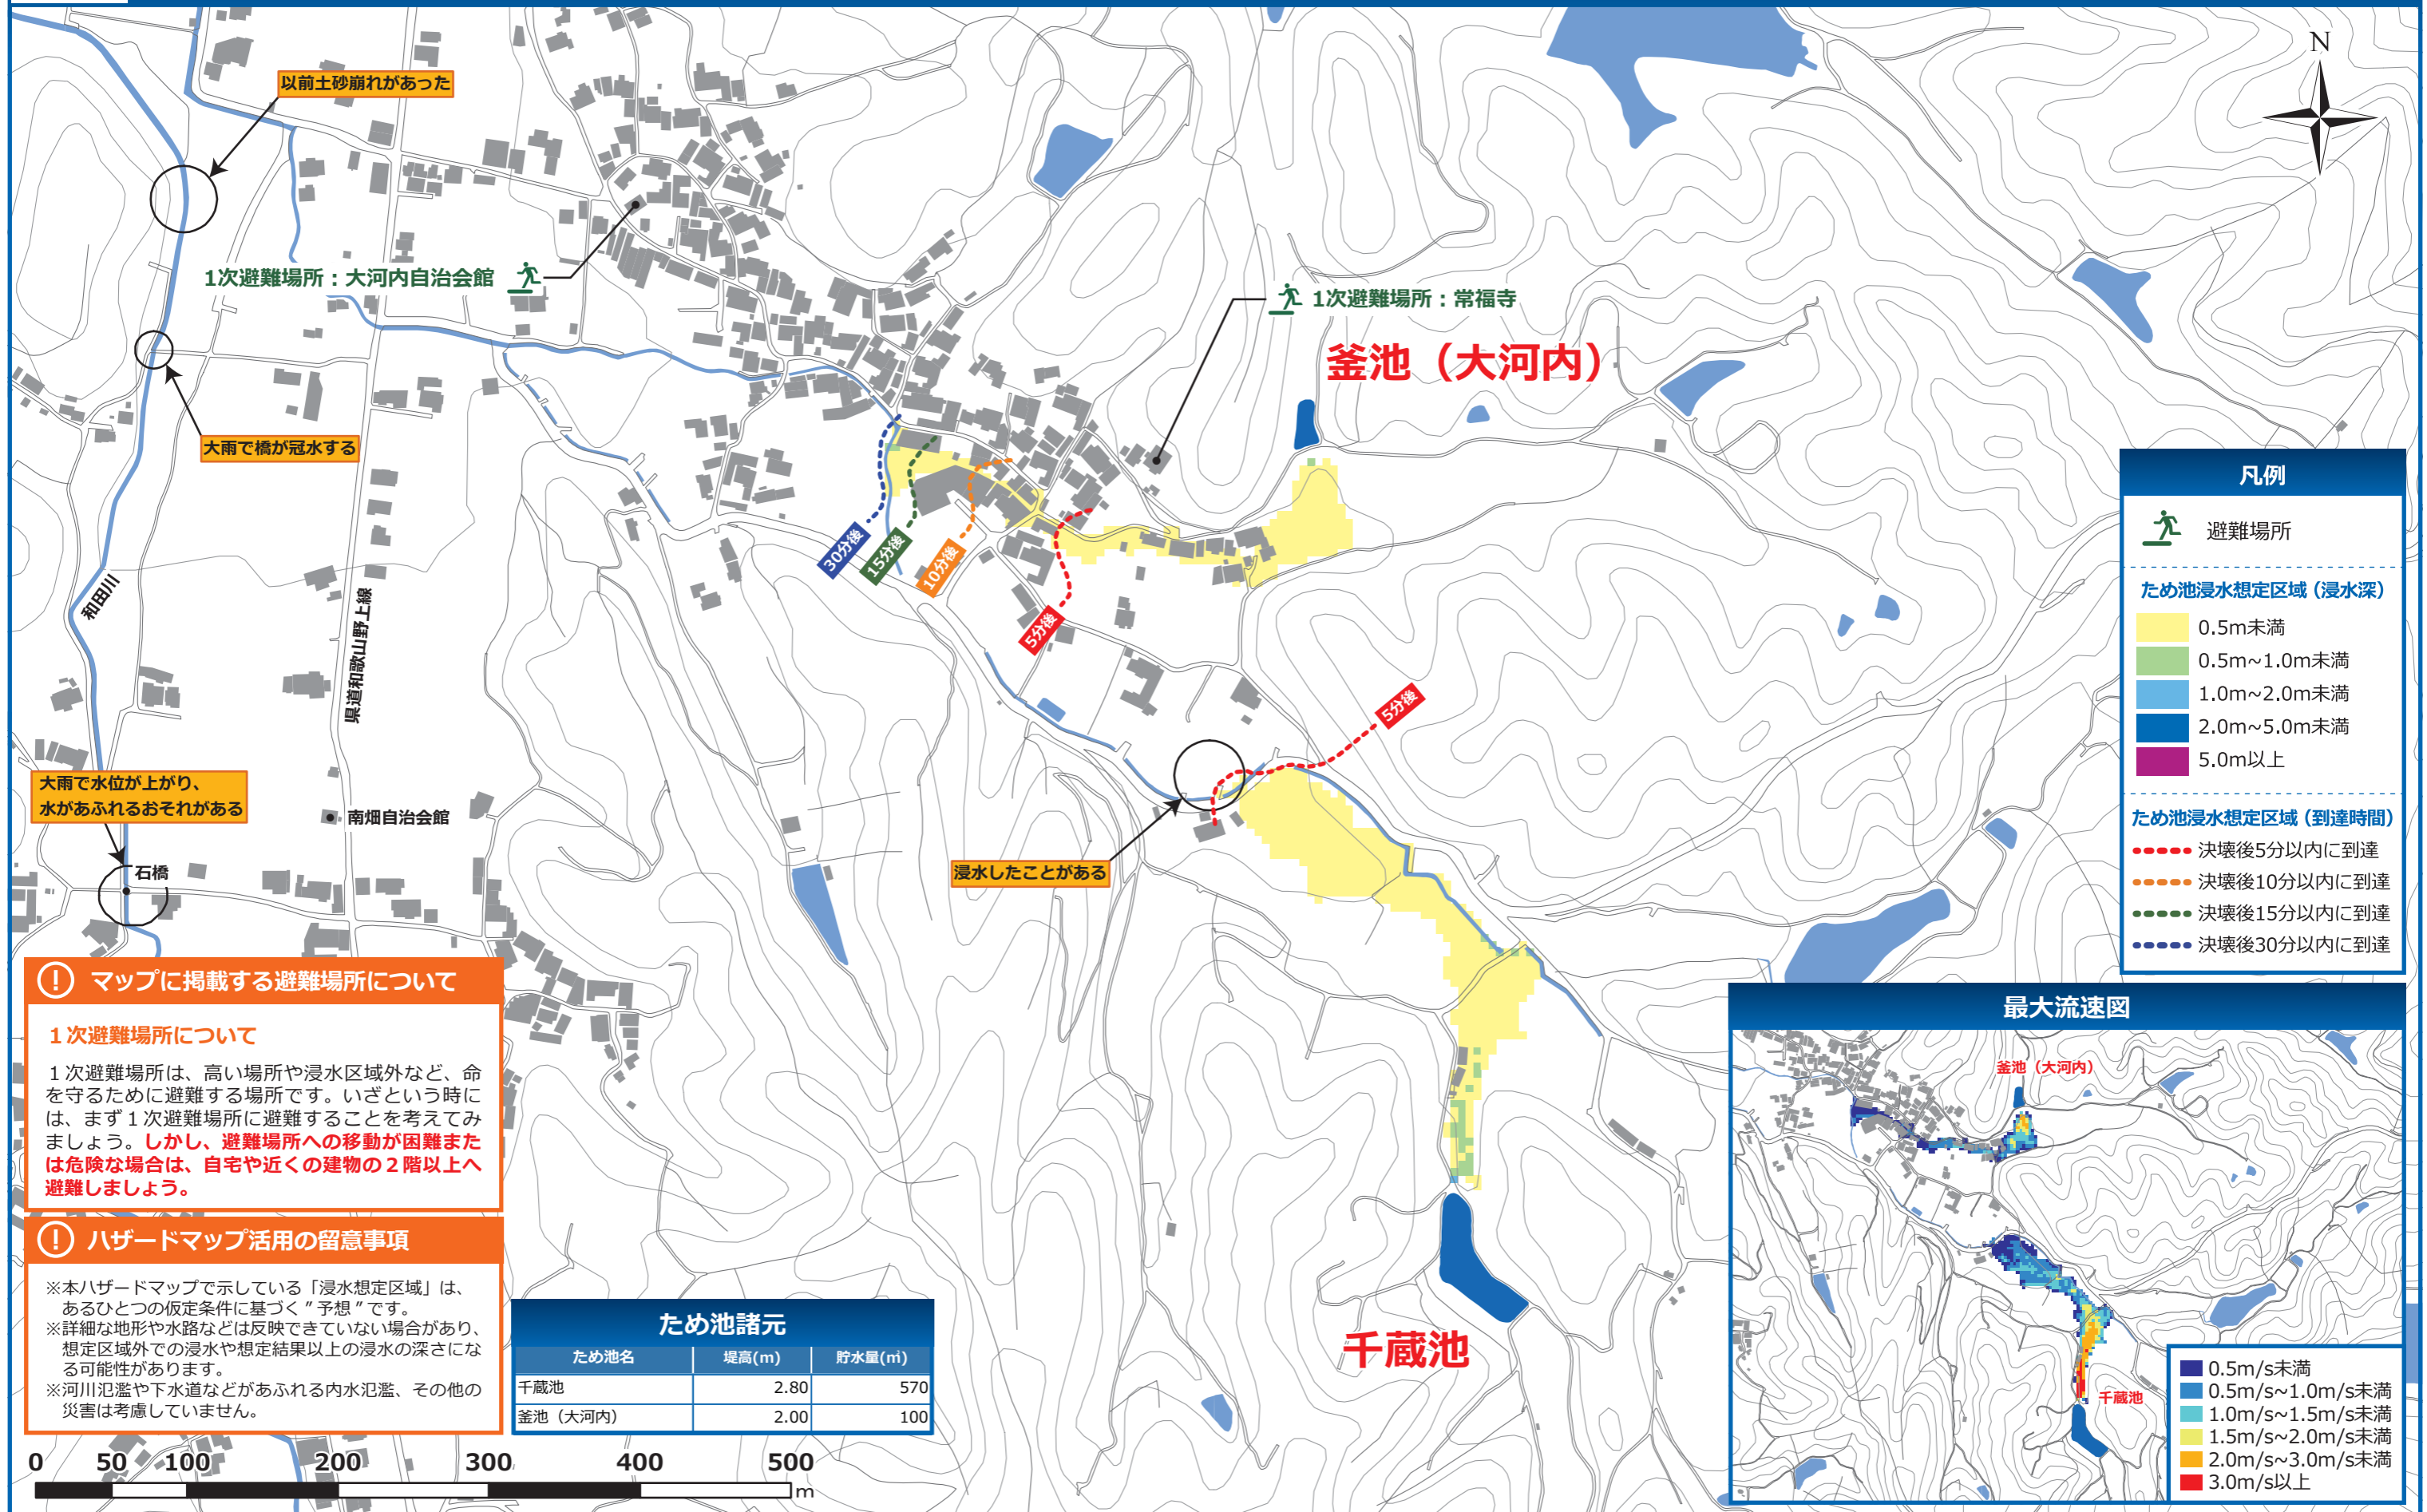 以前土砂崩れがあった
N
1次避難場所：大河内自治会館
1次避難場所：常福寺
釜池（大河内）
大雨で橋が冠水する
30分後
15分後
10分後
5分後
和田川
県道和歌山野上線
5分後
大雨で水位が上がり、
水があふれるおそれがある
南畑自治会館
石橋
浸水したことがある
千蔵池
凡例
避難場所
ため池浸水想定区域（浸水深）
0.5m未満
0.5m~1.0m未満
1.0m~2.0m未満
2.0m~5.0m未満
5.0m以上
ため池浸水想定区域（到達時間）
決壊後5分以内に到達
決壊後10分以内に到達
決壊後15分以内に到達
決壊後30分以内に到達
! マップに掲載する避難場所について
１次避難場所について
１次避難場所は、高い場所や浸水区域外など、命
を守るために避難する場所です。いざという時に
は、まず１次避難場所に避難することを考えてみ
ましょう。しかし、避難場所への移動が困難また
は危険な場合は、自宅や近くの建物の２階以上へ
避難しましょう。
! ハザードマップ活用の留意事項
※本ハザードマップで示している「浸水想定区域」は、
あるひとつの仮定条件に基づく”予想”です。
※詳細な地形や水路などは反映できていない場合があり、
想定区域外での浸水や想定結果以上の浸水の深さにな
る可能性があります。
※河川氾濫や下水道などがあふれる内水氾濫、その他の
災害は考慮していません。
ため池諸元
ため池名 堤高(m) 貯水量(㎥)
千蔵池 2.80 570
釜池（大河内） 2.00 100
0 50 100 200 300 400 500
m
最大流速図
釜池（大河内）
千蔵池
0.5m/s未満
0.5m/s~1.0m/s未満
1.0m/s~1.5m/s未満
1.5m/s~2.0m/s未満
2.0m/s~3.0m/s未満
3.0m/s以上